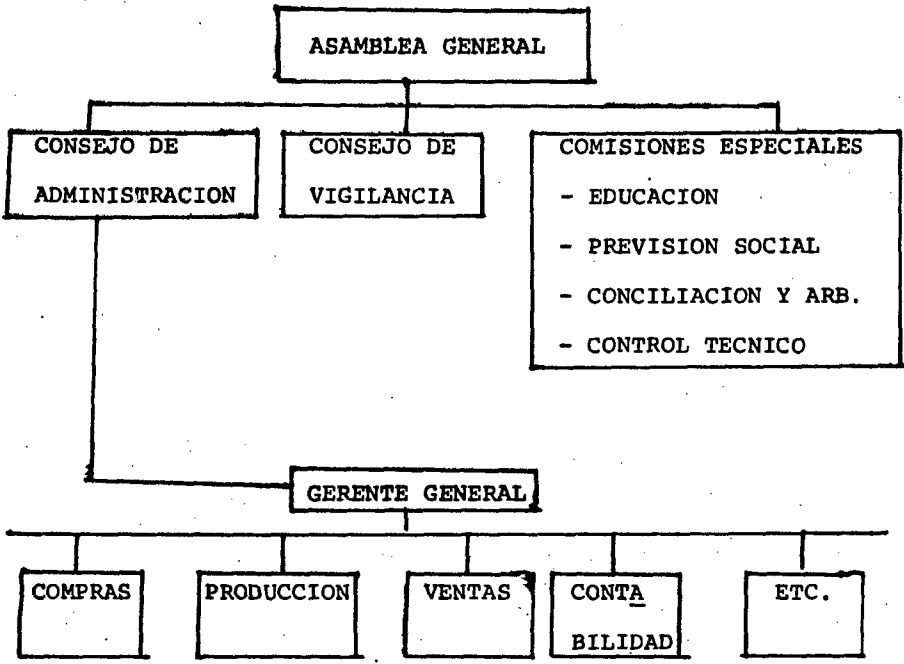 ASAMBLEA GENERAL
CONSEJO DE
ADMINISTRACION
CONSEJO DE
VIGILANCIA
COMISIONES ESPECIALES
- EDUCACION
- PREVISION SOCIAL
- CONCILIACION Y ARB.
- CONTROL TECNICO
GERENTE GENERAL
COMPRAS
PRODUCCION
VENTAS
CONTA
BILIDAD
ETC.